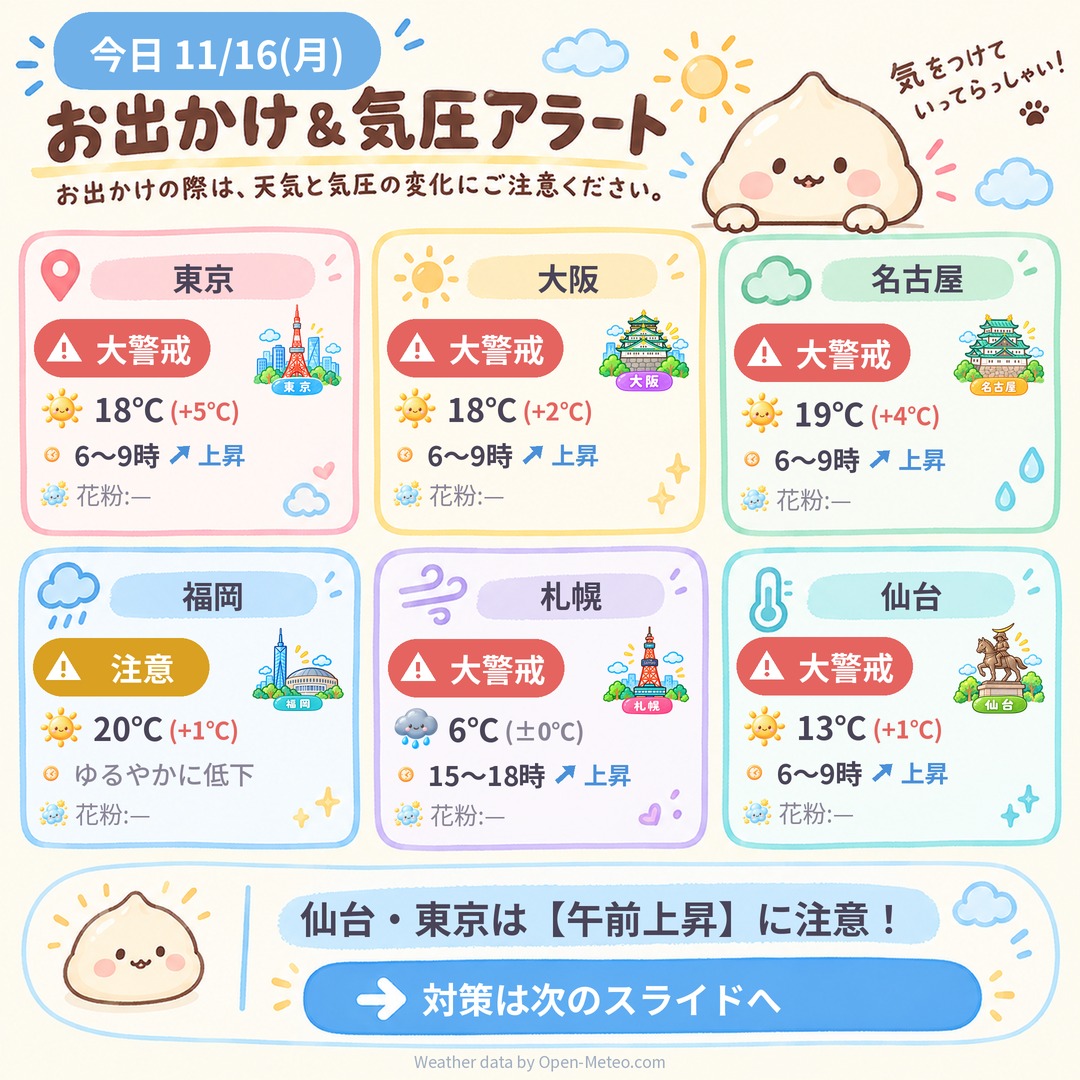 今日 11/16(月)
お出かけ&気圧アラート
お出かけの際は、天気と気圧の変化にご注意ください。
気をつけて
いってらっしゃい!
東京
大警戒
東京
18℃ (+5℃)
6〜9時 ↗ 上昇
花粉:—
大阪
大警戒
大阪
18℃ (+2℃)
6〜9時 ↗ 上昇
花粉:—
名古屋
大警戒
名古屋
19℃ (+4℃)
6〜9時 ↗ 上昇
花粉:—
福岡
注意
福岡
20℃ (+1℃)
ゆるやかに低下
花粉:—
札幌
大警戒
札幌
6℃ (±0℃)
15〜18時 ↗ 上昇
花粉:—
仙台
大警戒
仙台
13℃ (+1℃)
6〜9時 ↗ 上昇
花粉:—
仙台・東京は【午前上昇】に注意!
→ 対策は次のスライドへ
Weather data by Open-Meteo.com